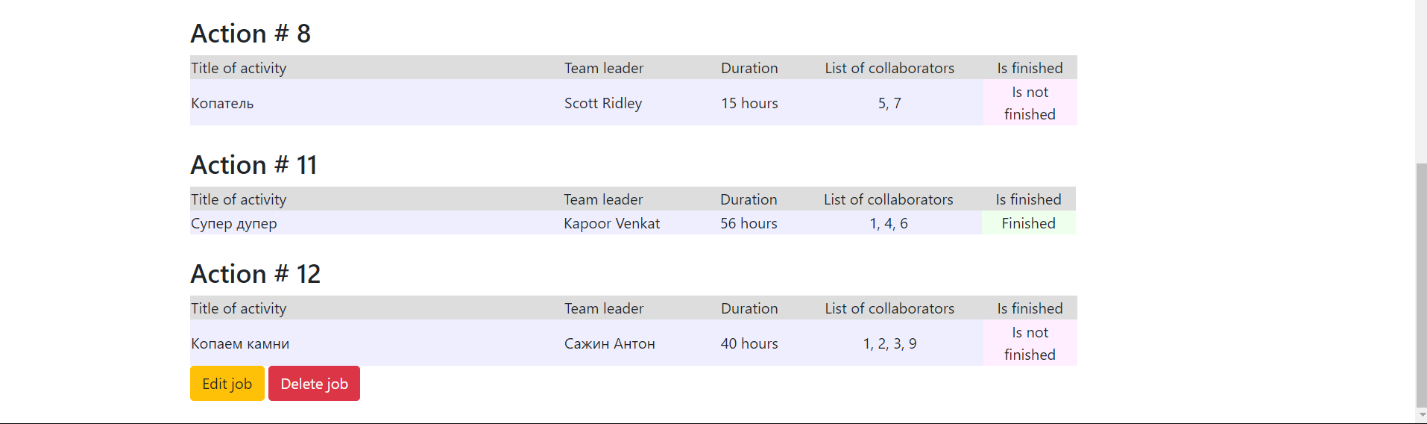 Action # 8
Title of activity Team leader Duration List of collaborators Is finished
Копатель Scott Ridley 15 hours 5, 7 Is not finished
Action # 11
Title of activity Team leader Duration List of collaborators Is finished
Супер дупер Kapoor Venkat 56 hours 1, 4, 6 Finished
Action # 12
Title of activity Team leader Duration List of collaborators Is finished
Копаем камни Сажин Антон 40 hours 1, 2, 3, 9 Is not finished
Edit job Delete job